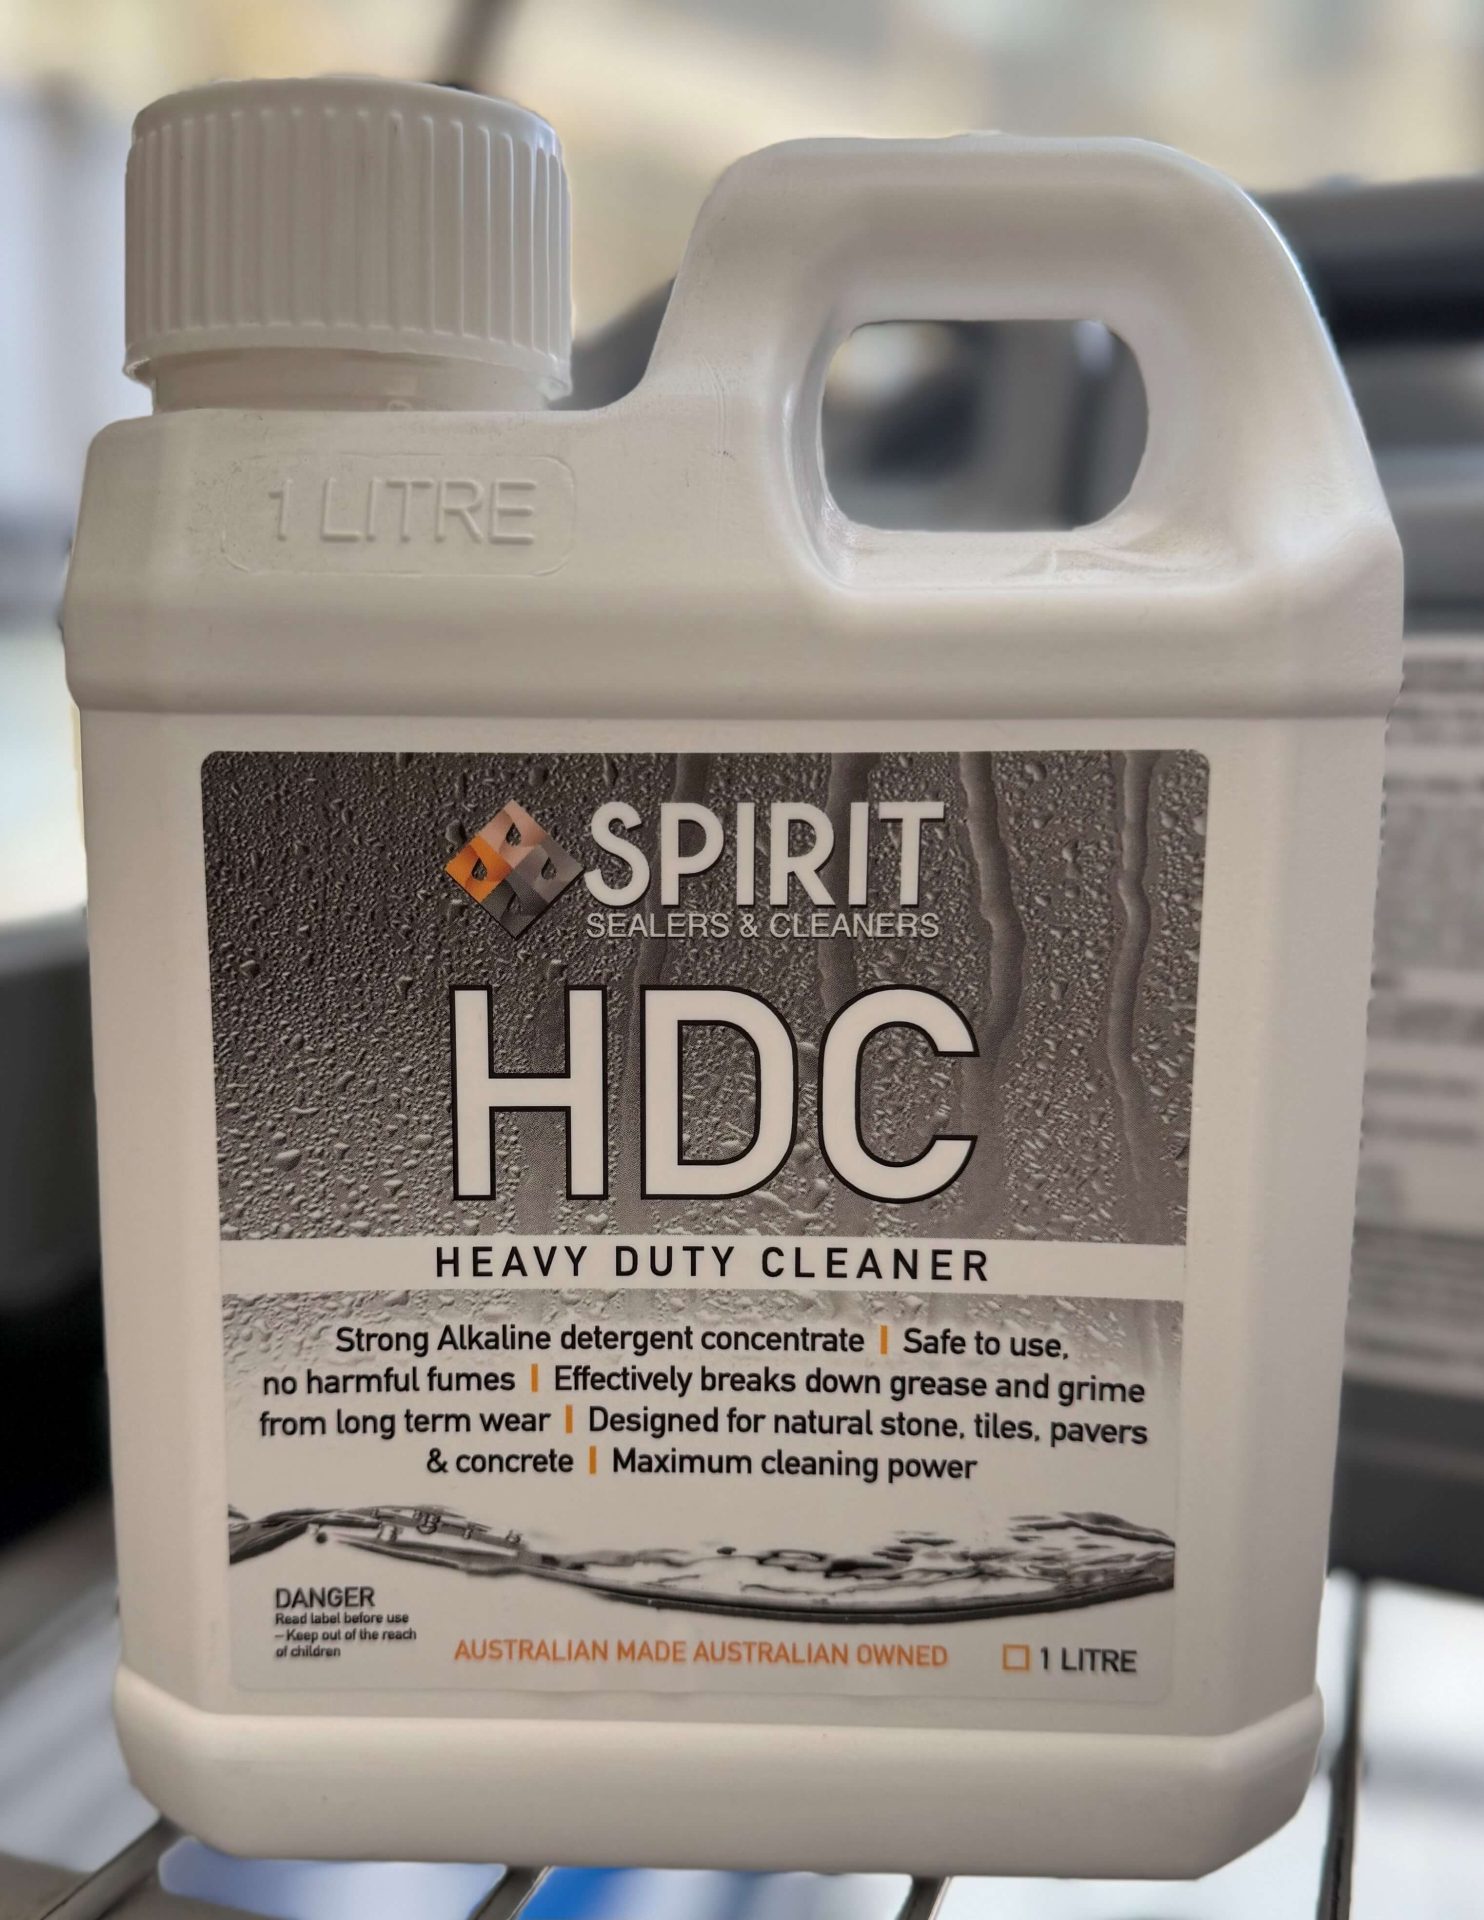 1 LITRE
SPIRIT
SEALERS & CLEANERS
HDC
HEAVY DUTY CLEANER
Strong Alkaline detergent concentrate | Safe to use,
no harmful fumes | Effectively breaks down grease and grime
from long term wear | Designed for natural stone, tiles, pavers
& concrete | Maximum cleaning power
DANGER
Read label before use
– Keep out of the reach
of children
AUSTRALIAN MADE AUSTRALIAN OWNED
1 LITRE